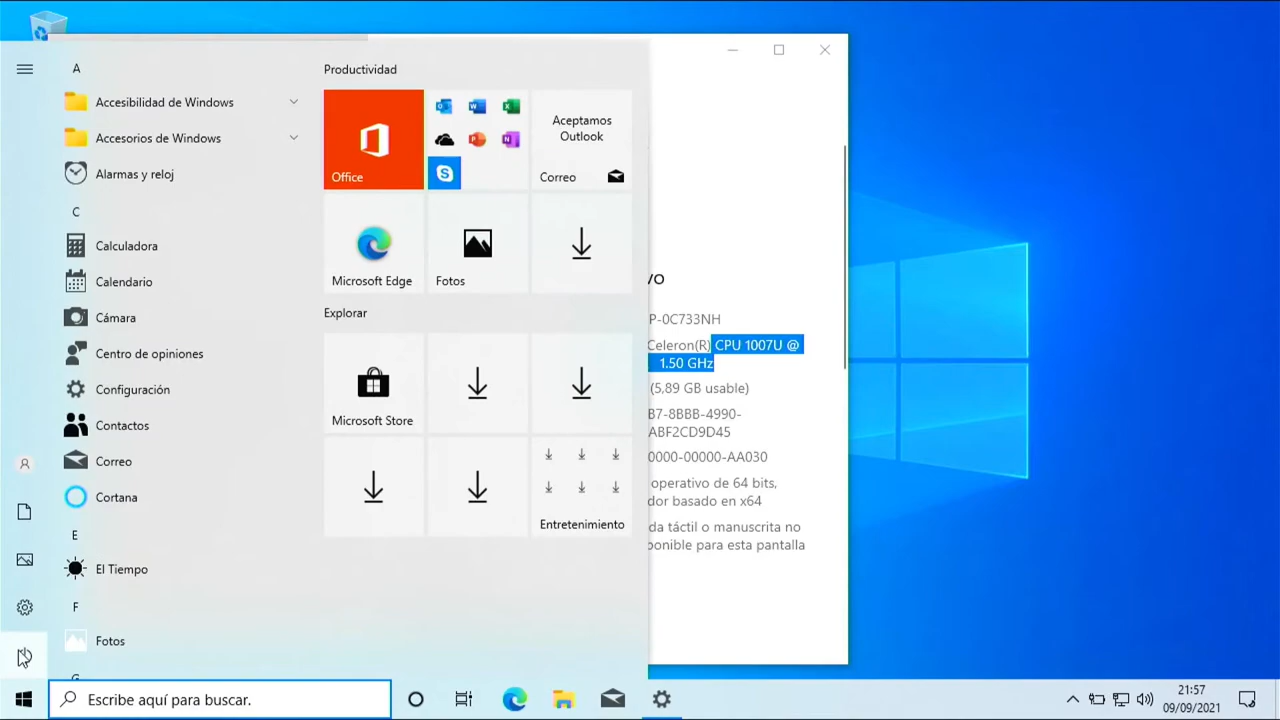 A
Accesibilidad de Windows
Accesorios de Windows
Alarmas y reloj
C
Calculadora
Calendario
Cámara
Centro de opiniones
Configuración
Contactos
Correo
Cortana
E
El Tiempo
F
Fotos
Productividad
Office
Aceptamos
Outlook
Correo
Microsoft Edge
Fotos
Explorar
Microsoft Store
Entretenimiento
VO
P-0C733NH
Celeron(R) CPU 1007U @
1.50 GHz
(5,89 GB usable)
B7-8BBB-4990-
ABF2CD9D45
0000-00000-AA030
operativo de 64 bits,
dor basado en x64
da táctil o manuscrita no
ponible para esta pantalla
Escribe aquí para buscar.
21:57
09/09/2021